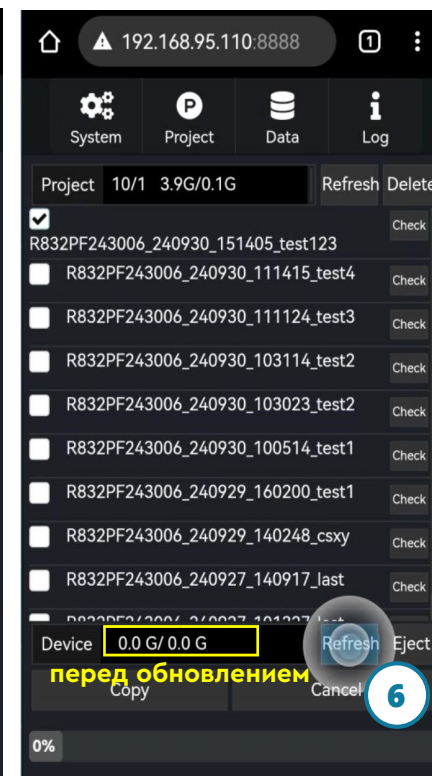 192.168.95.110:8888
1
P
System Project Data Log
Project 10/1 3.9G/0.1G Refresh Delete
Check
R832PF243006_240930_151405_test123
R832PF243006_240930_111415_test4 Check
R832PF243006_240930_111124_test3 Check
R832PF243006_240930_103114_test2 Check
R832PF243006_240930_103023_test2 Check
R832PF243006_240930_100514_test1 Check
R832PF243006_240929_160200_test1 Check
R832PF243006_240929_140248_csxy Check
R832PF243006_240927_140917_last Check
Device 0.0 G/ 0.0 G Refresh Eject
перед обновлением
Copy Cancel 6
0%